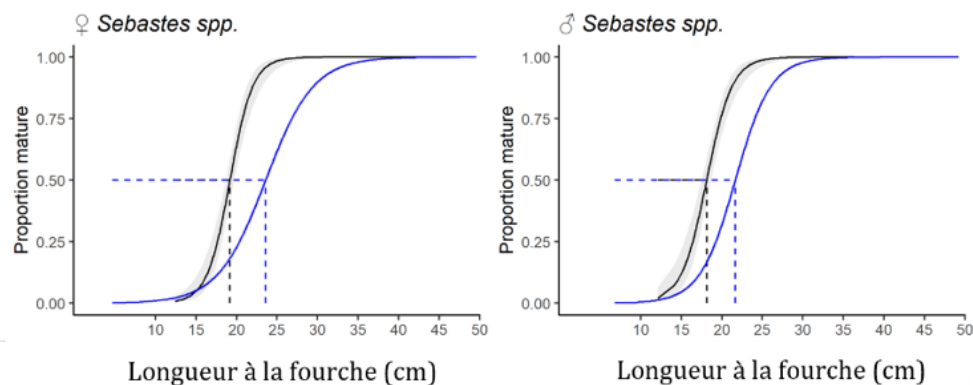 ♀ Sebastes spp.
1.00
0.75
0.50
0.25
0.00
Proportion mature
10 15 20 25 30 35 40 45 50
Longueur à la fourche (cm)
♂ Sebastes spp.
1.00
0.75
0.50
0.25
0.00
Proportion mature
10 15 20 25 30 35 40 45 50
Longueur à la fourche (cm)